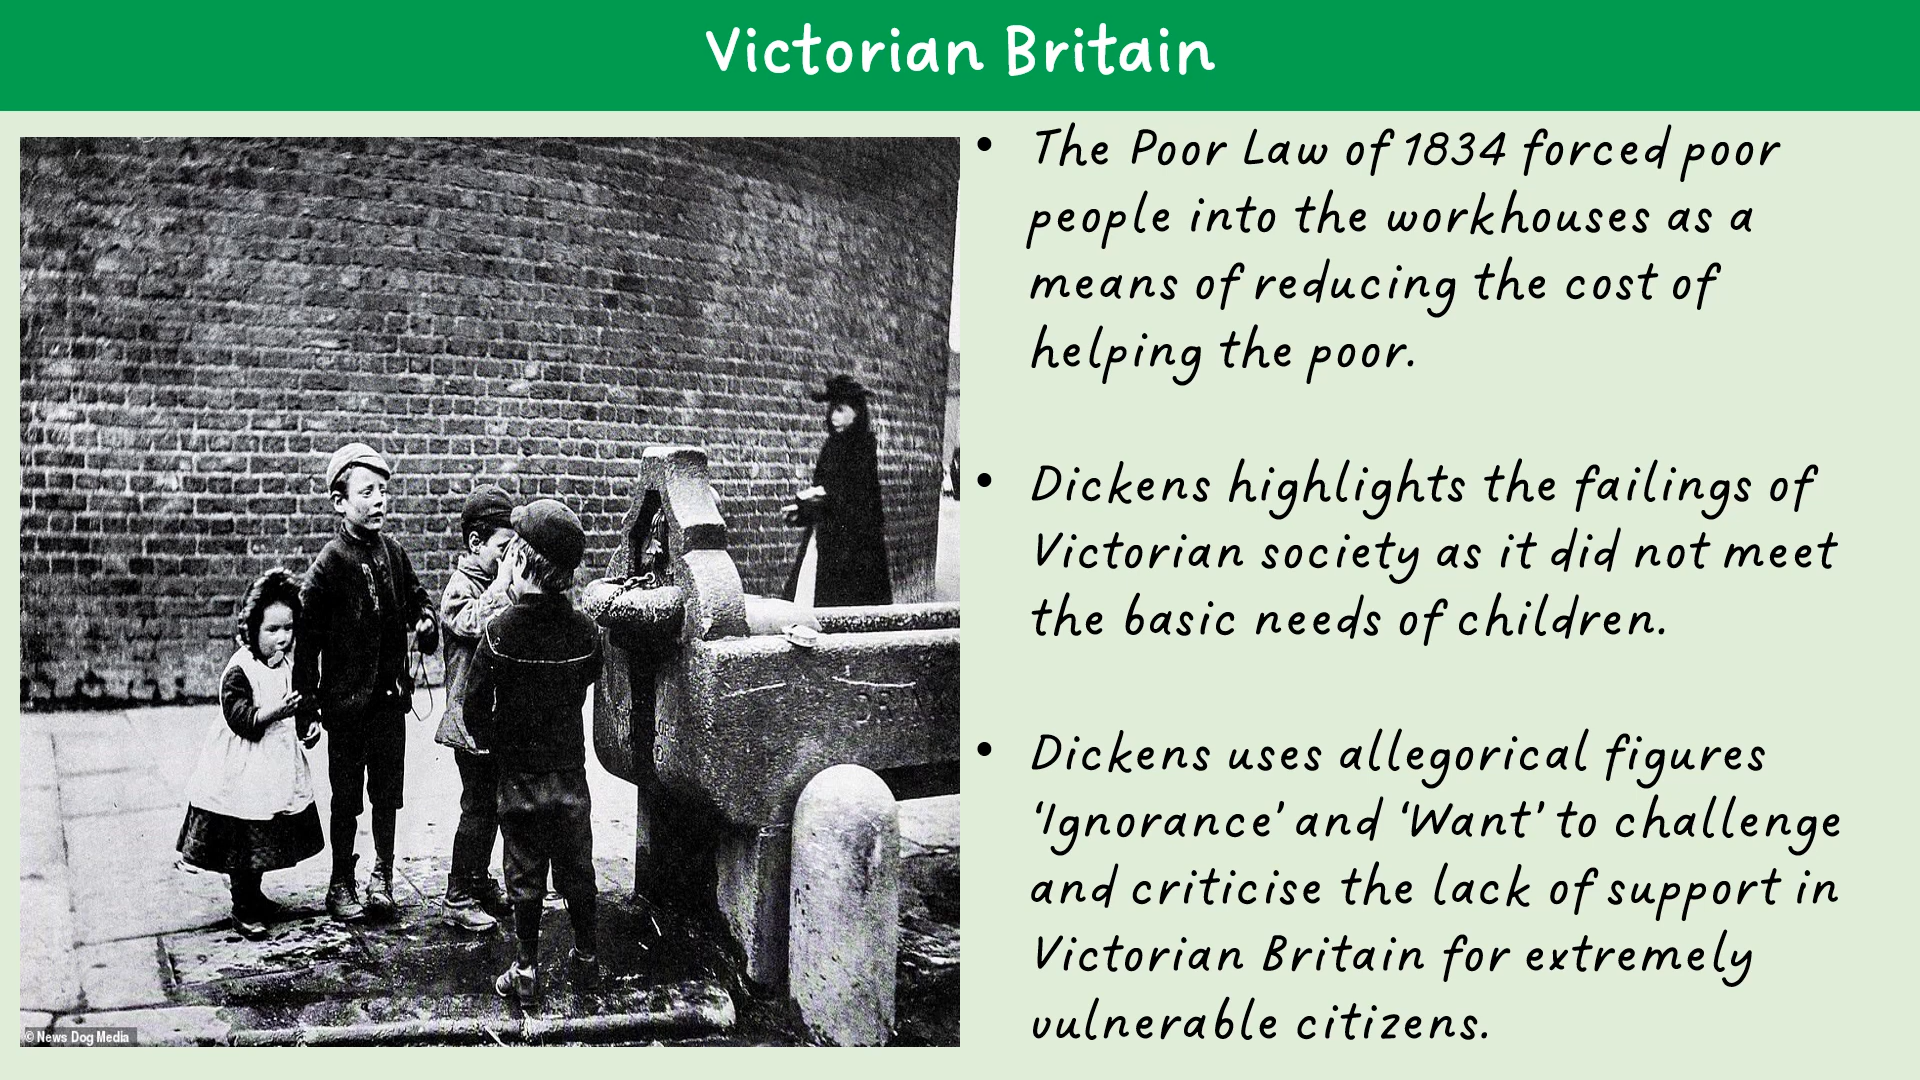 Victorian Britain
• The Poor Law of 1834 forced poor
people into the workhouses as a
means of reducing the cost of
helping the poor.
• Dickens highlights the failings of
Victorian society as it did not meet
the basic needs of children.
• Dickens uses allegorical figures
‘Ignorance’ and ‘Want’ to challenge
and criticise the lack of support in
Victorian Britain for extremely
vulnerable citizens.
© News Dog Media